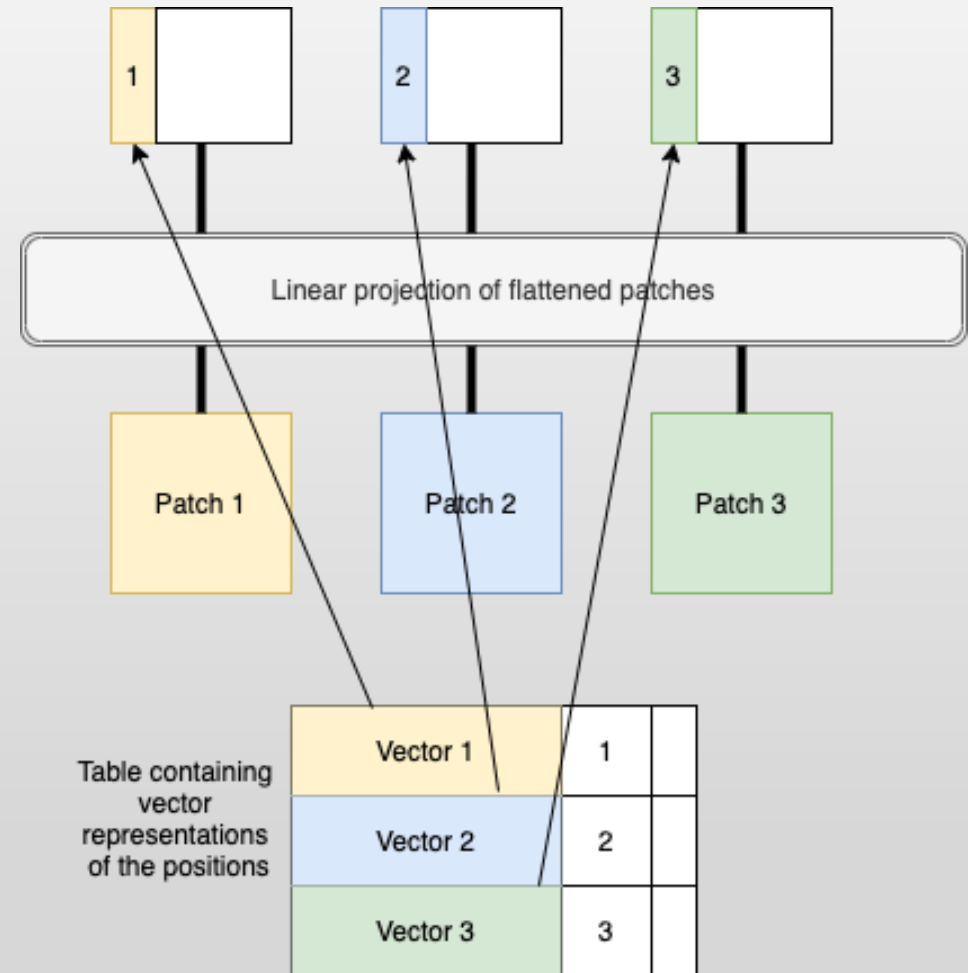 1
2
3
Linear projection of flattened patches
Patch 1
Patch 2
Patch 3
Table containing
vector
representations
of the positions
Vector 1
1
Vector 2
2
Vector 3
3